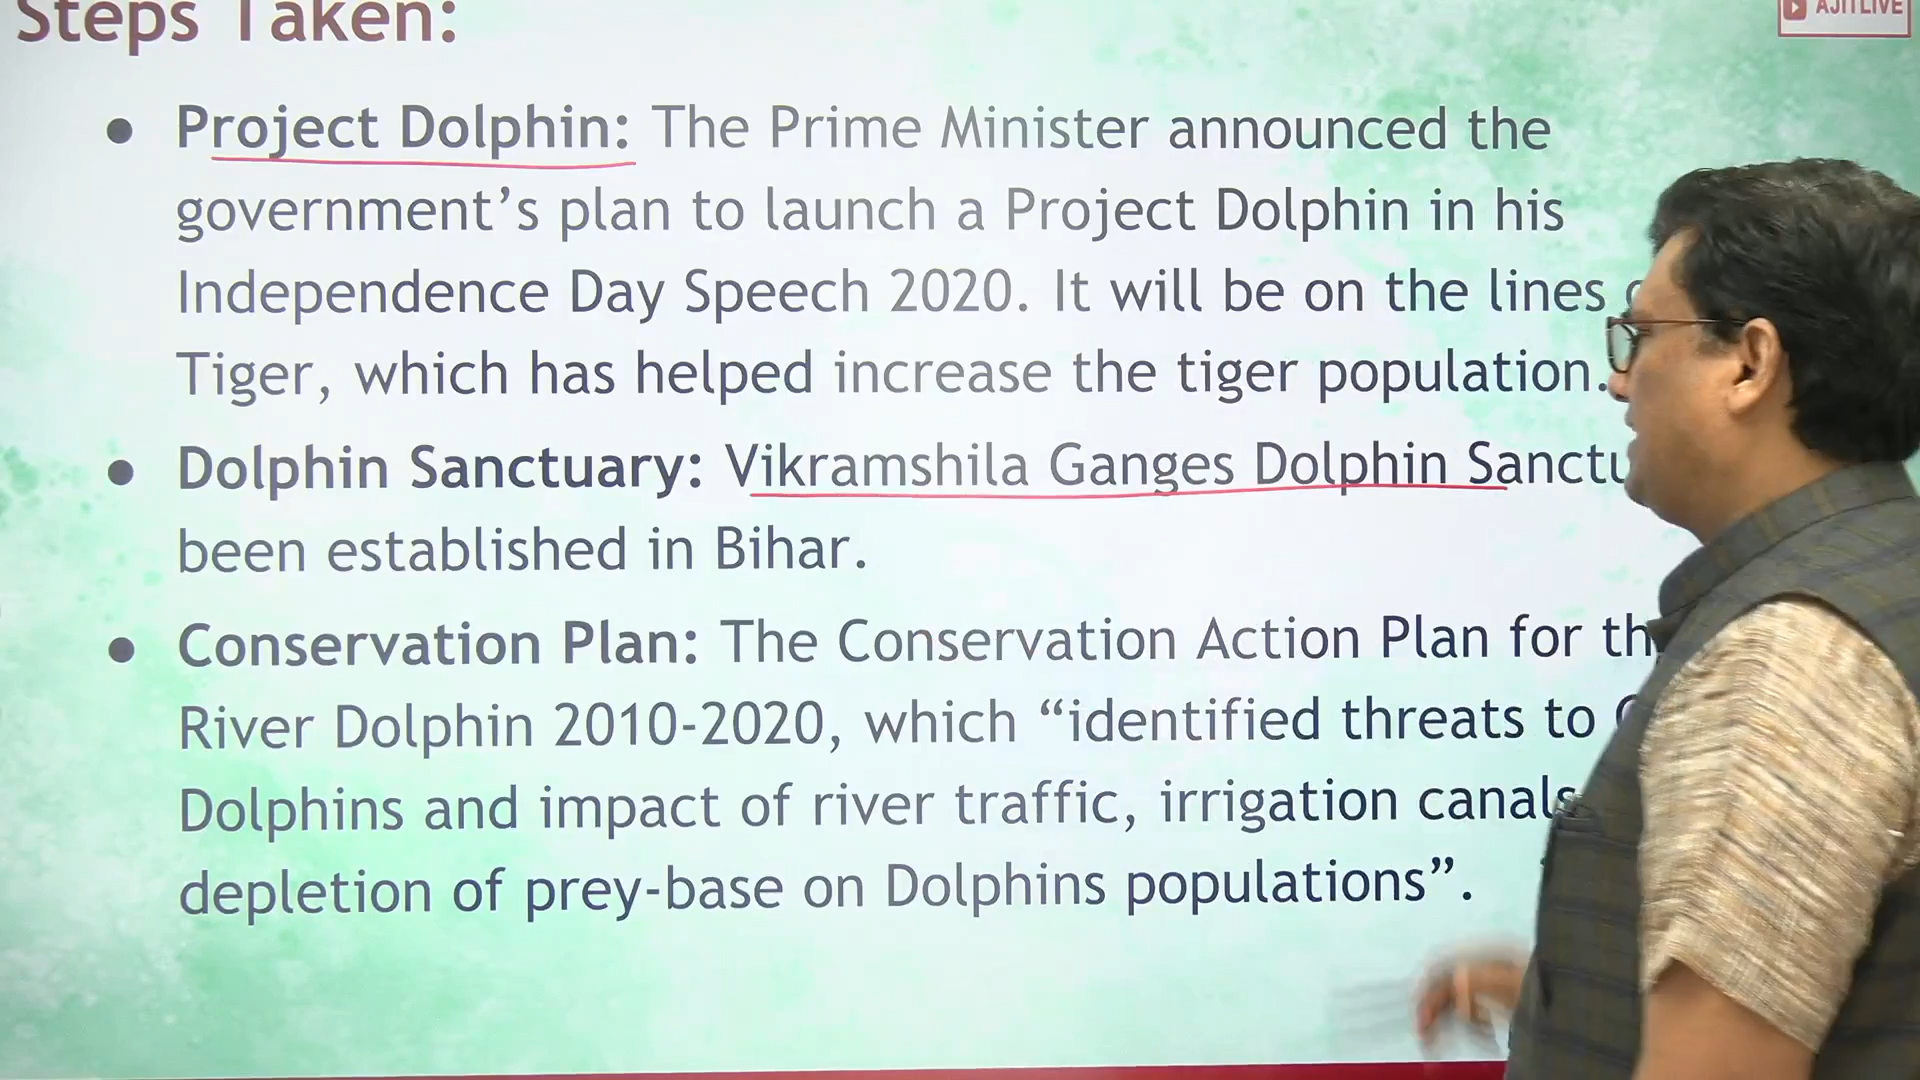 Steps Taken:
AJITLIVE
● Project Dolphin: The Prime Minister announced the
government’s plan to launch a Project Dolphin in his
Independence Day Speech 2020. It will be on the lines
Tiger, which has helped increase the tiger population.
● Dolphin Sanctuary: Vikramshila Ganges Dolphin
been established in Bihar.
● Conservation Plan: The Conservation Action Plan for
River Dolphin 2010-2020, which “identified threats to
Dolphins and impact of river traffic, irrigation canals
depletion of prey-base on Dolphins populations”.